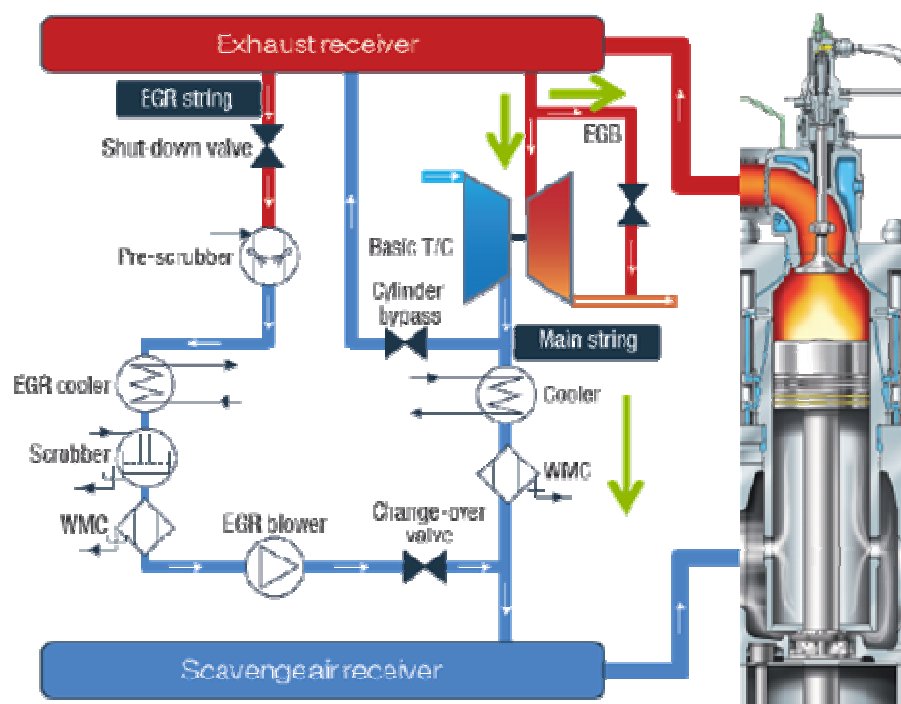 Exhaust receiver
EGR string
Shut-down valve
EGB
Pre-scrubber
Basic T/C
Cylinder
bypass
Main string
EGR cooler
Cooler
Scrubber
WMC
WMC
EGR blower
Change-over
valve
Scavenge air receiver